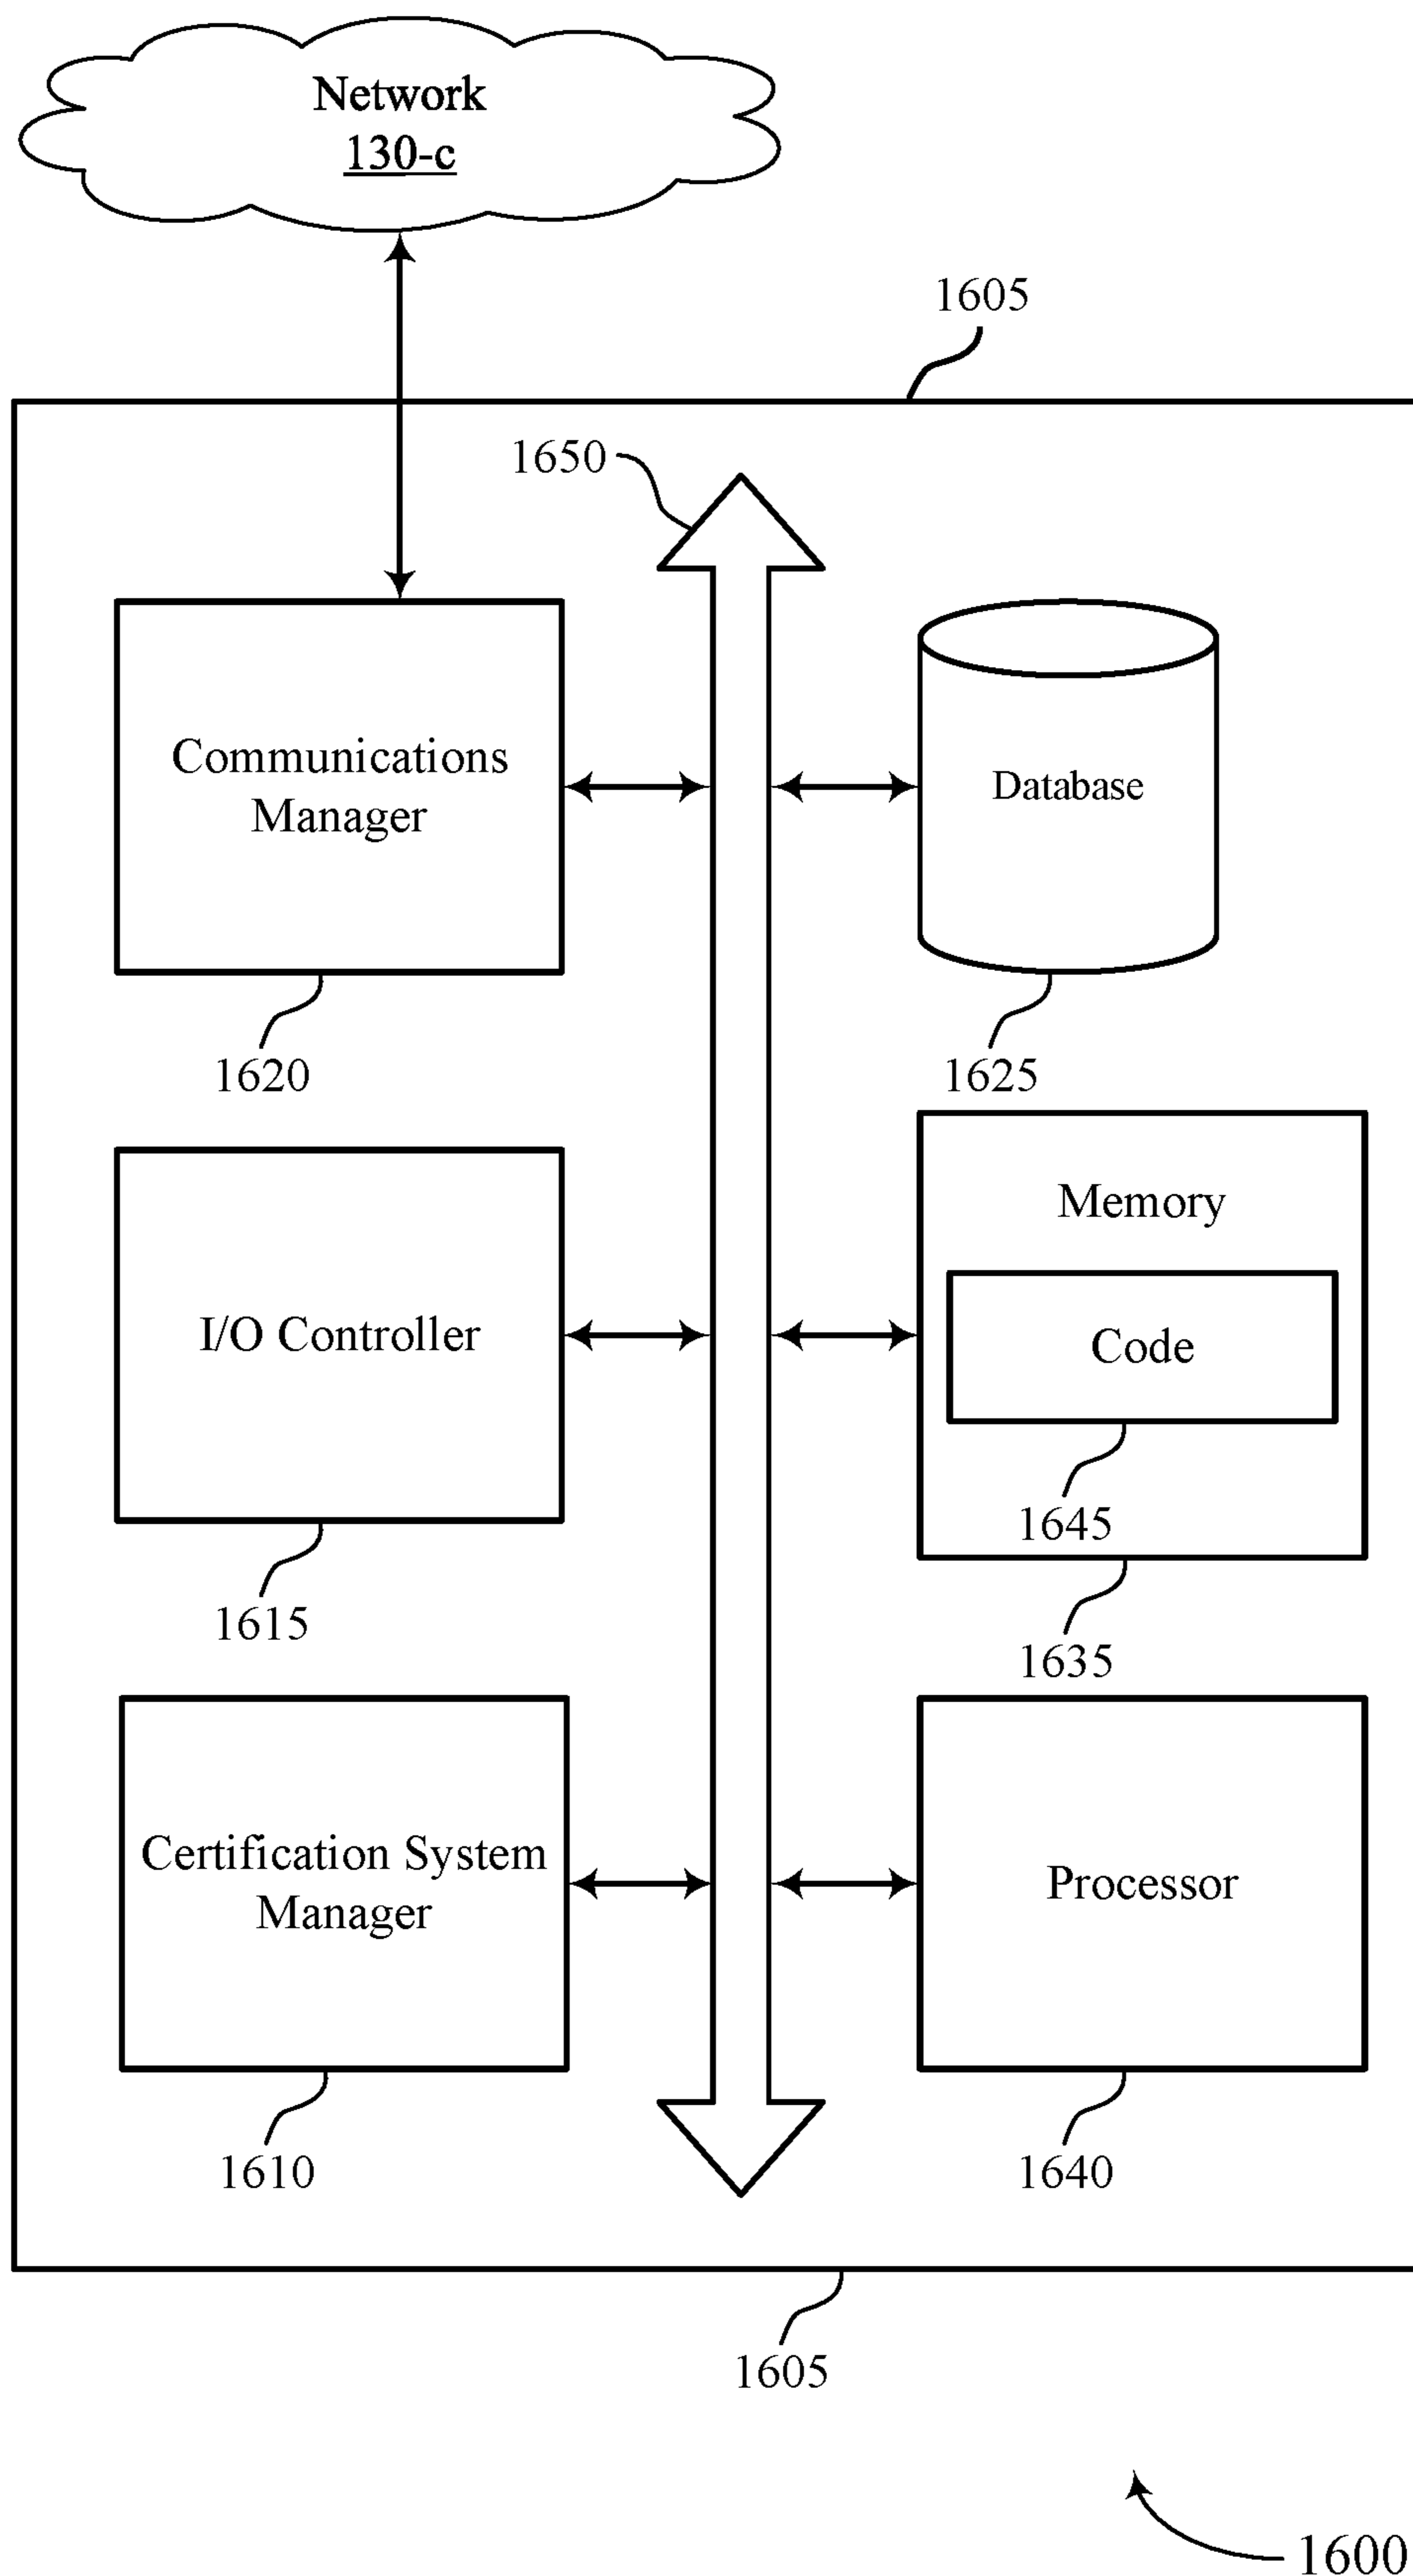 Network
130-c
1605
1650
Communications
Manager
Database
1620
1625
Memory
I/O Controller
Code
1645
1615
1635
Certification System
Manager
Processor
1610
1640
1605
1600